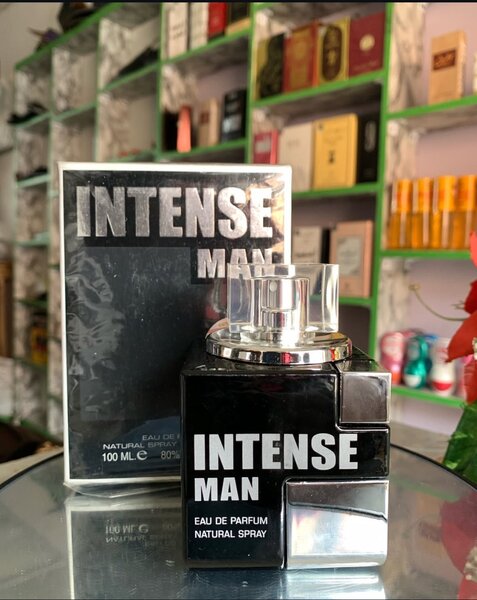 INTENSE
MAN
EAU DE P
NATURAL SPRAY
100 ML.e 80%
INTENSE
MAN
EAU DE PARFUM
NATURAL SPRAY